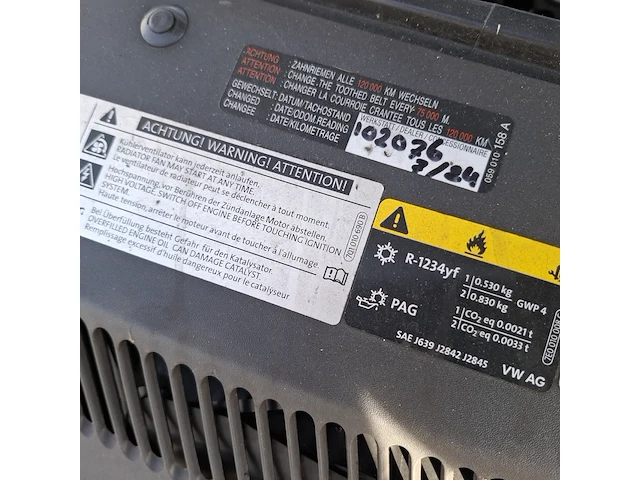 ACHTUNG : ZAHNRIEMEN ALLE 120 000 KM WECHSELN
ATTENTION : CHANGE THE TOOTHED BELT EVERY 75 000 M.
ATTENTION : CHANGER LA COURROIE CRANTEE TOUS LES 120 000 KM
GEWECHSELT: DATUM/TACHOSTAND
CHANGED : DATE/ODOM.READING
CHANGEE : DATE/KILOMETRAGE
WERKSTATT / DEALER / CONCESSIONNAIRE
102026
7/24
059 010 168 A
ACHTUNG! WARNING! ATTENTION!
Kühlerventilator kann jederzeit anlaufen.
RADIATOR FAN MAY START AT ANY TIME.
Le ventilateur de radiateur peut se déclencher à tout moment.
Hochspannung, vor Berühren der Zündanlage Motor abstellen.
HIGH VOLTAGE-SWITCH OFF ENGINE BEFORE TOUCHING IGNITION
SYSTEM
Haute tension, arrêter le moteur avant de toucher à l'allumage.
Bei Überfüllung besteht Gefahr für den Katalysator.
OVERFILLED ENGINE OIL CAN DAMAGE CATALYST.
Remplissage excessif d'huile dangereux pour le catalyseur
7D1 010 690 B
R-1234yf
1 0.530 kg
2 0.830 kg
GWP 4
PAG
1 CO2 eq 0.0021 t
2 CO2 eq 0.0033 t
SAE J639 J2842 J2845
VW AG